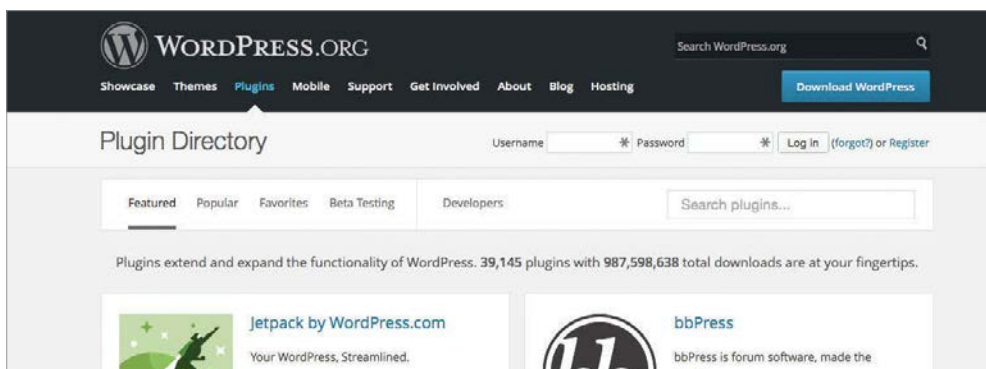 WORDPRESS.ORG
Search WordPress.org
Showcase Themes Plugins Mobile Support Get Involved About Blog Hosting
Download WordPress
Plugin Directory
Username Password Log in (forgot?) or Register
Featured Popular Favorites Beta Testing Developers
Search plugins...
Plugins extend and expand the functionality of WordPress. 39,145 plugins with 987,598,638 total downloads are at your fingertips.
Jetpack by WordPress.com
Your WordPress, Streamlined.
bb
bbPress
bbPress is forum software, made the